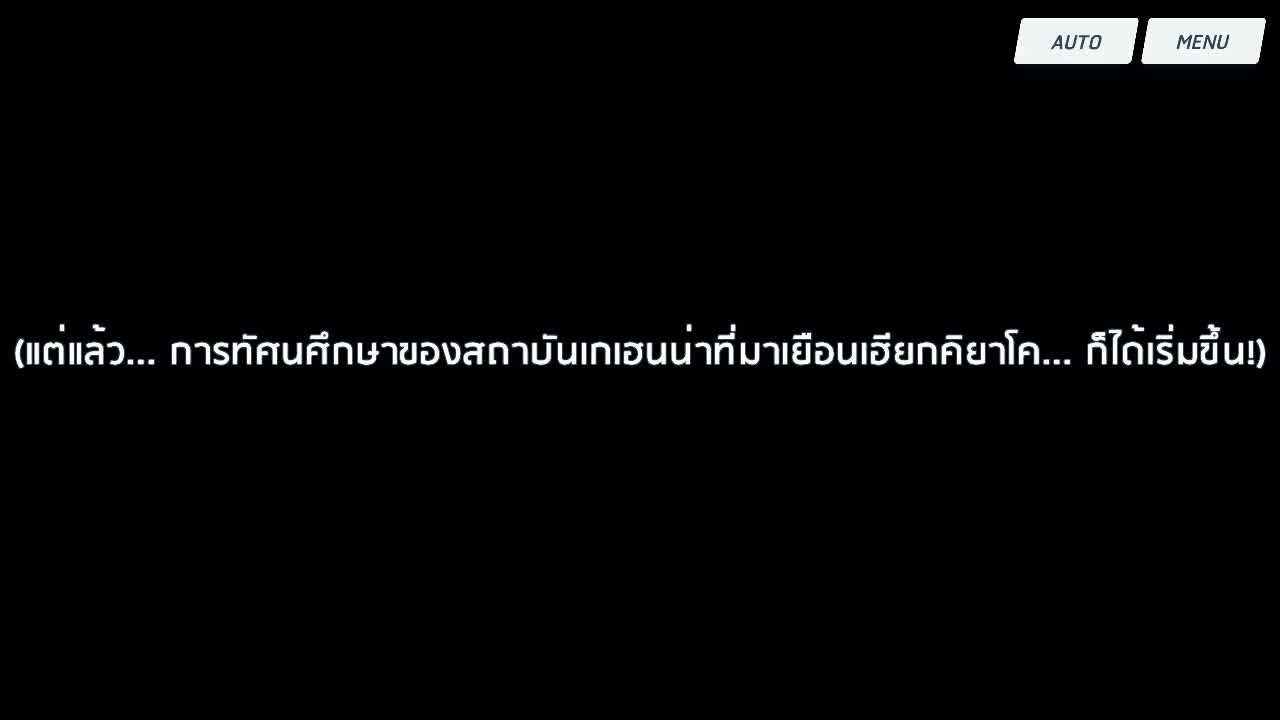 AUTO
MENU
(แต่แล้ว... การทัศนศึกษาของสถาบันเกเฮนน่าที่มาเยือนเฮียกคิยาโค... ก็ได้เริ่มขึ้น!)